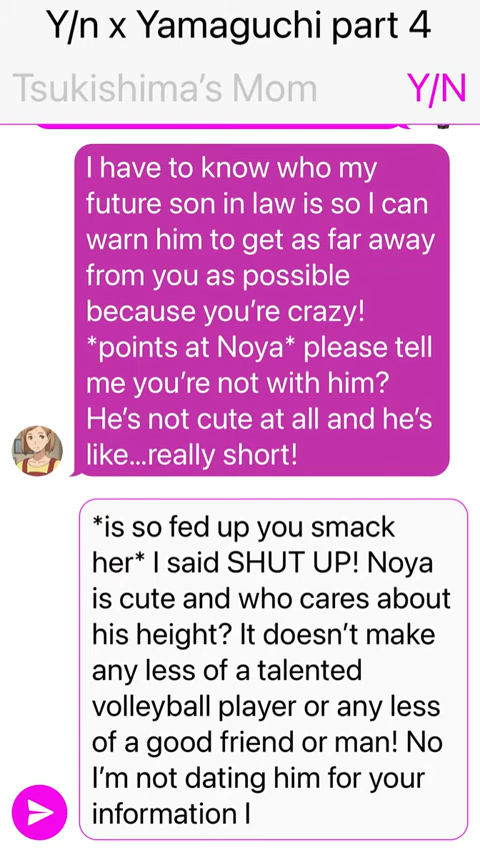 Y/n x Yamaguchi part 4
Tsukishima's Mom
Y/N
I have to know who my
future son in law is so I can
warn him to get as far away
from you as possible
because you're crazy!
*points at Noya* please tell
me you're not with him?
He's not cute at all and he's
like...really short!
*is so fed up you smack
her* I said SHUT UP! Noya
is cute and who cares about
his height? It doesn't make
any less of a talented
volleyball player or any less
of a good friend or man! No
I'm not dating him for your
information I